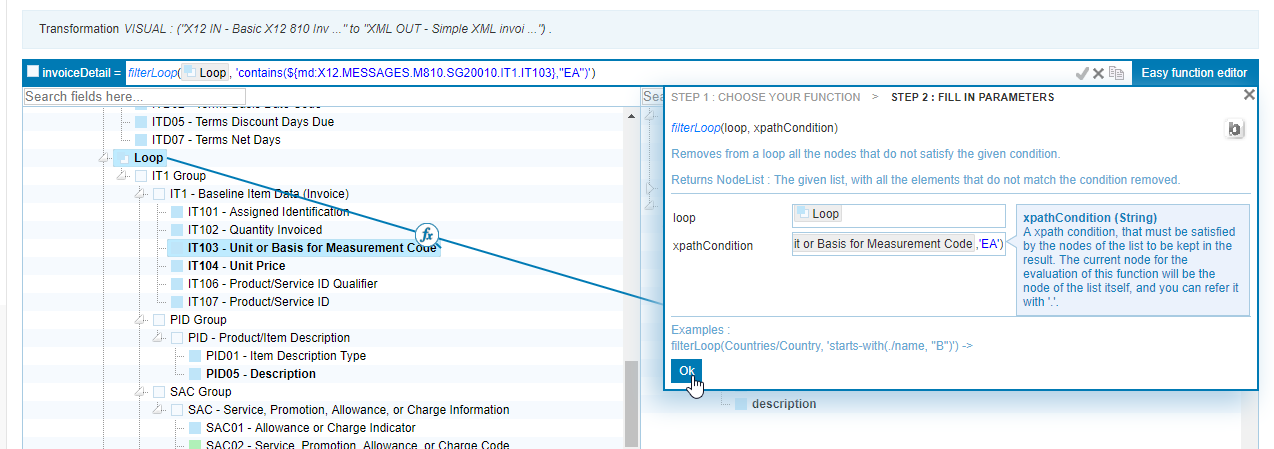 Transformation VISUAL : ("X12 IN - Basic X12 810 Inv ..." to "XML OUT - Simple XML invoi ...") .
invoiceDetail = filterLoop( Loop , 'contains(${md:X12.MESSAGES.M810.SG20010.IT1.IT103},"EA")')
Easy function editor
Search fields here...
ITD05 - Terms Discount Days Due
ITD07 - Terms Net Days
Loop
IT1 Group
IT1 - Baseline Item Data (Invoice)
IT101 - Assigned Identification
IT102 - Quantity Invoiced
IT103 - Unit or Basis for Measurement Code
IT104 - Unit Price
IT106 - Product/Service ID Qualifier
IT107 - Product/Service ID
PID Group
PID - Product/Item Description
PID01 - Item Description Type
PID05 - Description
SAC Group
SAC - Service, Promotion, Allowance, or Charge Information
SAC01 - Allowance or Charge Indicator
SAC02 - Service, Promotion, Allowance, or Charge Code
fx
Sea
STEP 1 : CHOOSE YOUR FUNCTION > STEP 2 : FILL IN PARAMETERS
filterLoop(loop, xpathCondition)
Removes from a loop all the nodes that do not satisfy the given condition.
Returns NodeList : The given list, with all the elements that do not match the condition removed.
loop
Loop
xpathCondition
it or Basis for Measurement Code ,'EA')
xpathCondition (String)
A xpath condition, that must be satisfied
by the nodes of the list to be kept in the
result. The current node for the
evaluation of this function will be the
node of the list itself, and you can refer it
with '.'.
Examples :
filterLoop(Countries/Country, 'starts-with(./name, "B")') ->
Ok
description